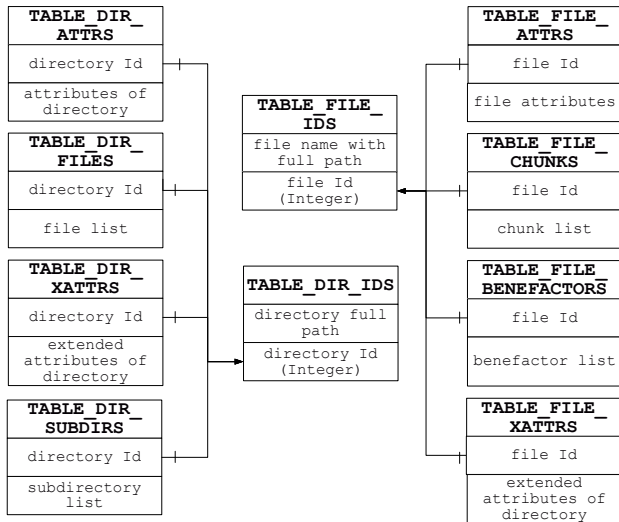 TABLE_DIR_
ATTRS
directory Id
attributes of
directory
TABLE_DIR_
FILES
directory Id
file list
TABLE_DIR_
XATTRS
directory Id
extended
attributes of
directory
TABLE_DIR_
SUBDIRS
directory Id
subdirectory
list
TABLE_FILE_
IDS
file name with
full path
file Id
(Integer)
TABLE_DIR_IDS
directory full
path
directory Id
(Integer)
TABLE_FILE_
ATTRS
file Id
file attributes
TABLE_FILE_
CHUNKS
file Id
chunk list
TABLE_FILE_
BENEFACTORS
file Id
benefactor list
TABLE_FILE_
XATTRS
file Id
extended
attributes of
directory